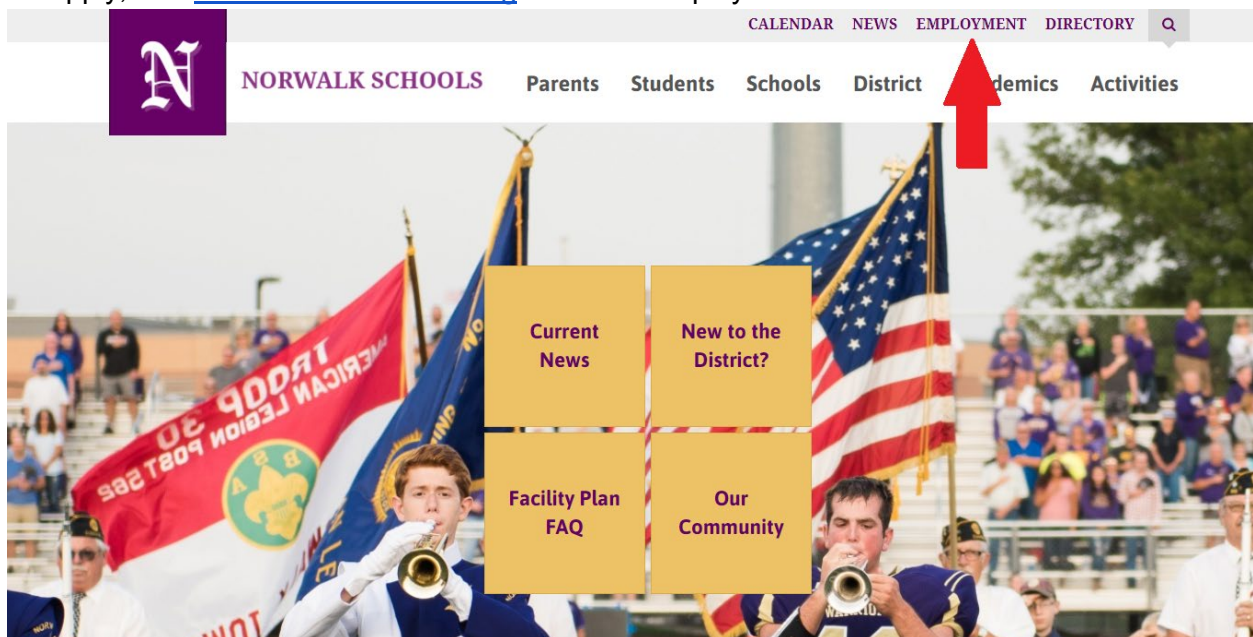 CALENDAR NEWS EMPLOYMENT DIRECTORY
N
NORWALK SCHOOLS Parents Students Schools District Activities
Current
News
New to the
District?
Facility Plan
FAQ
Our
Community
TROOP 30
AMERICAN LEGION POST 562
B S A